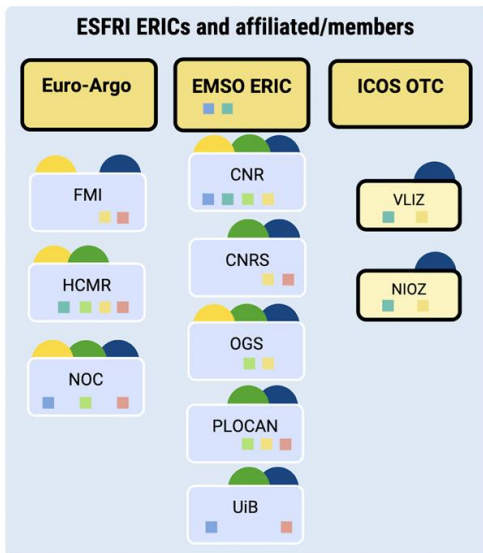 ESFRI ERICs and affiliated/members
Euro-Argo
EMSO ERIC
ICOS OTC
FMI
HCMR
NOC
CNR
CNRS
OGS
PLOCAN
UiB
VLIZ
NIOZ